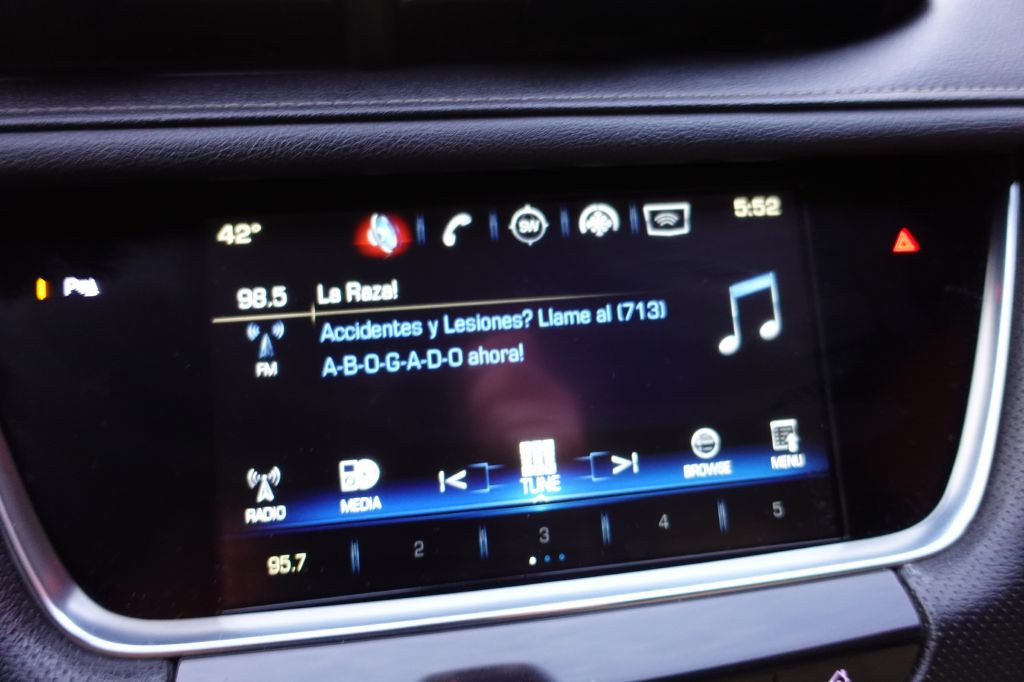 42°
SW
5:52
98.5 La Raza!
FM
Accidentes y Lesiones? Llame al (713)
A-B-O-G-A-D-O ahora!
RADIO MEDIA TUNE BROWSE MENU
95.7 2 3 4 5